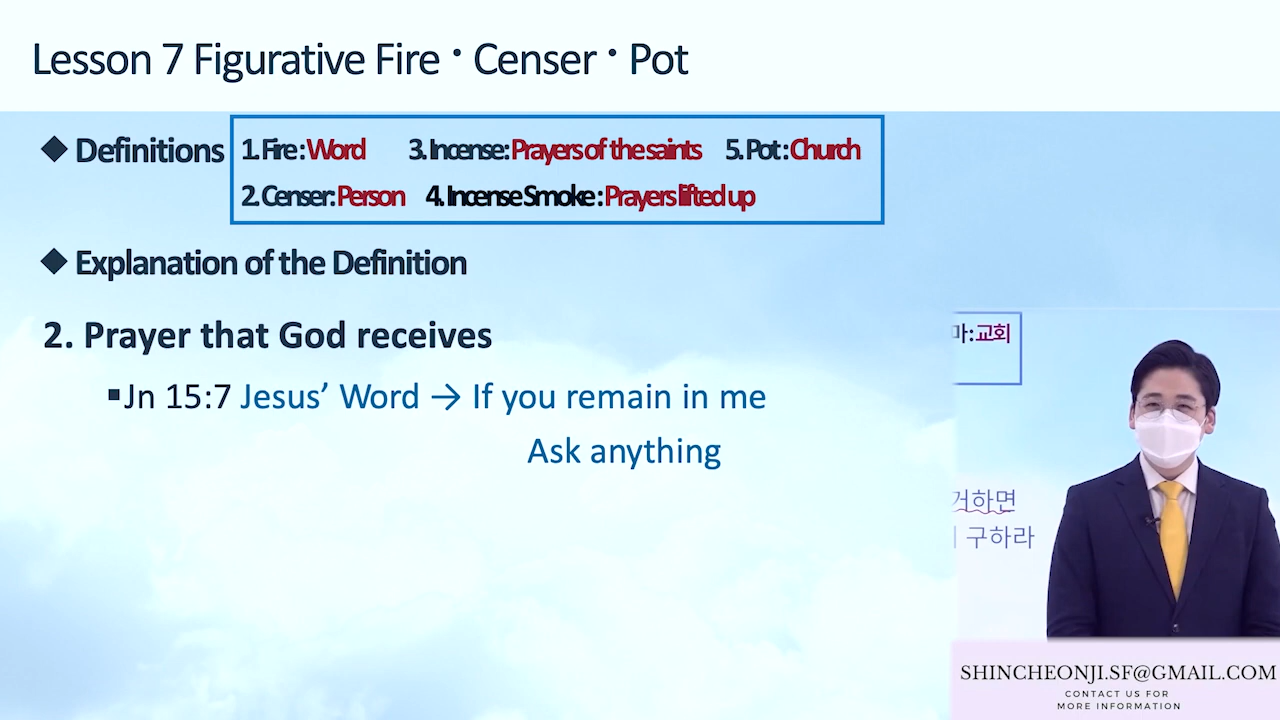 Lesson 7 Figurative Fire · Censer · Pot
◆ Definitions
1. Fire : Word 3. Incense : Prayers of the saints 5. Pot : Church
2. Censer: Person 4. Incense Smoke : Prayers lifted up
◆ Explanation of the Definition
2. Prayer that God receives
▪Jn 15:7 Jesus’ Word → If you remain in me
Ask anything
마:교회
거하면
구하라
SHINCHEONJI.SF@GMAIL.COM
CONTACT US FOR
MORE INFORMATION